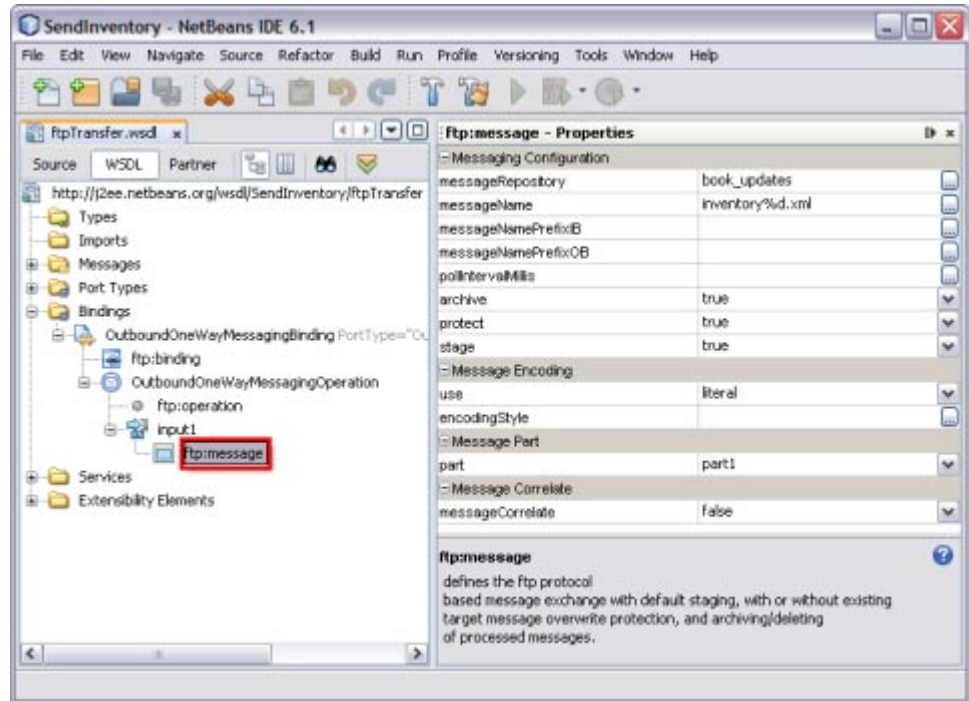 SendInventory - NetBeans IDE 6.1
File Edit View Navigate Source Refactor Build Run Profile Versioning Tools Window Help
ftpTransfer.wsdl
Source WSDL Partner
http://j2ee.netbeans.org/wsdl/SendInventory/ftpTransfer
Types
Imports
Messages
Port Types
Bindings
OutboundOneWayMessagingBinding PortType="Ou
ftp:binding
OutboundOneWayMessagingOperation
ftp:operation
input1
ftp:message
Services
Extensibility Elements
ftp:message - Properties
Messaging Configuration
messageRepository book_updates
messageName inventory%d.xml
messageNamePrefixIB
messageNamePrefixOB
pollIntervalMillis
archive true
protect true
stage true
Message Encoding
use literal
encodingStyle
Message Part
part part1
Message Correlate
messageCorrelate false
ftp:message
defines the ftp protocol
based message exchange with default staging, with or without existing
target message overwrite protection, and archiving/deleting
of processed messages.